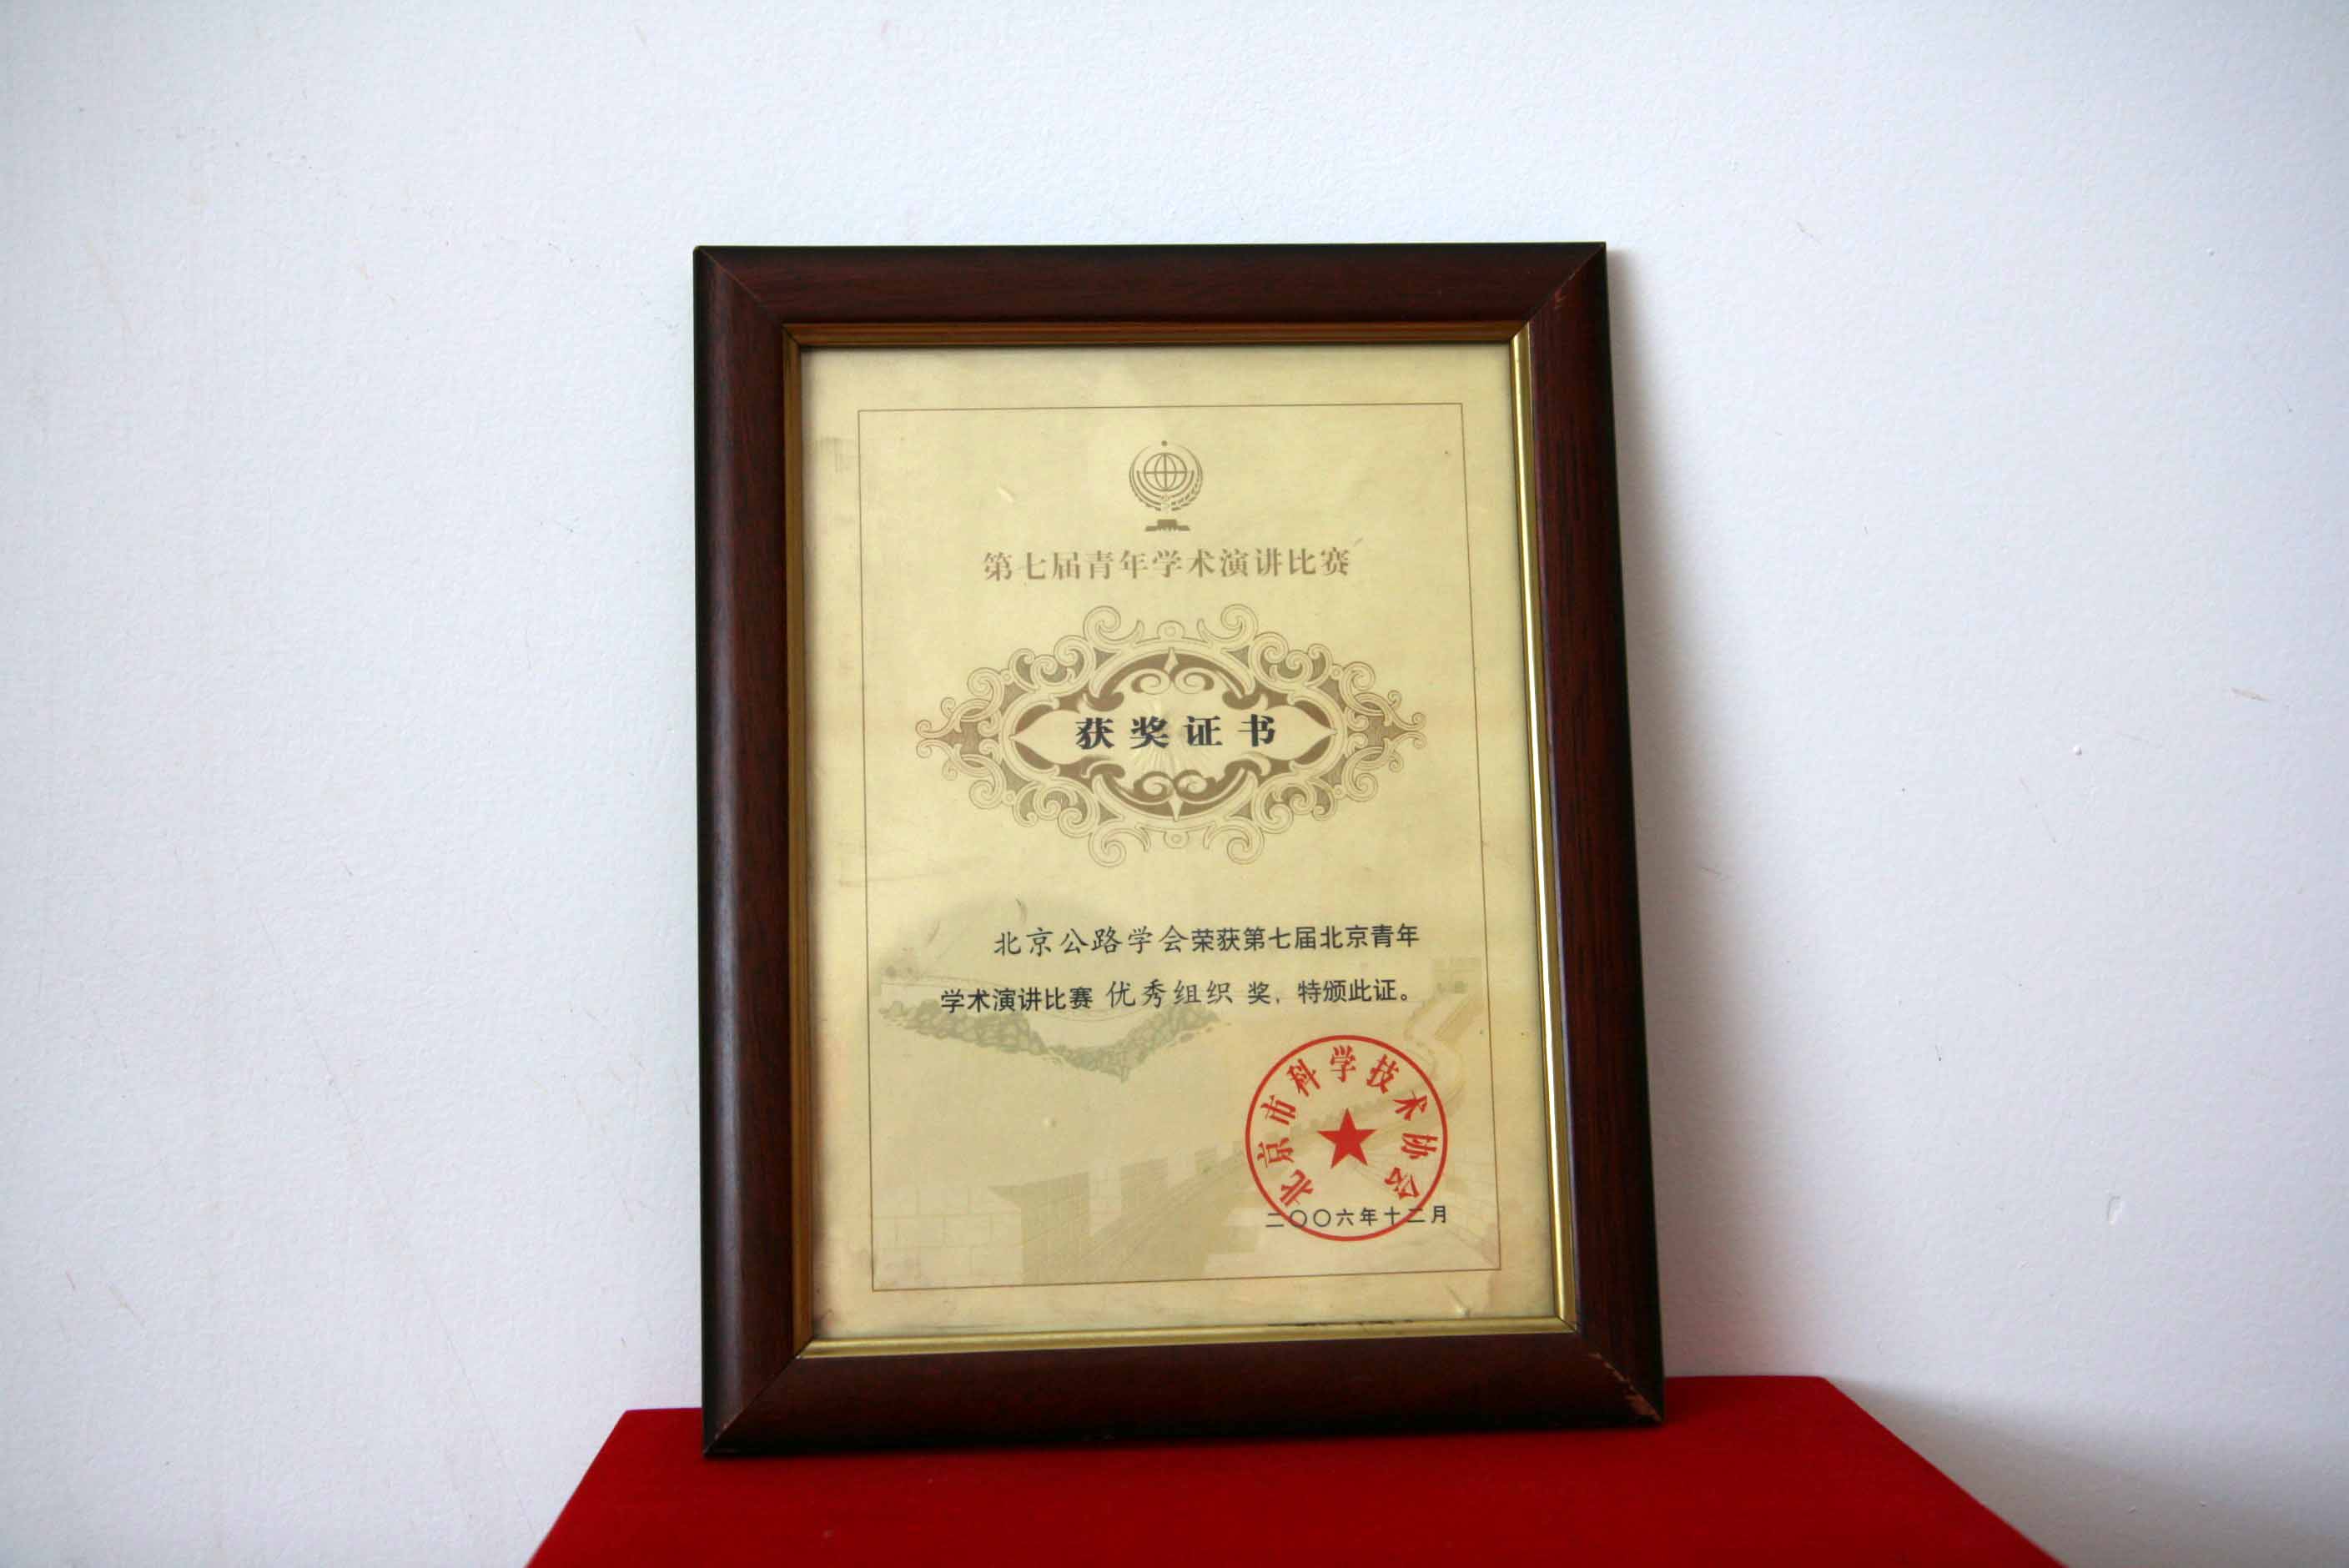 第七届青年学术演讲比赛
获奖证书
北京公路学会荣获第七届北京青年
学术演讲比赛 优秀组织 奖，特颁此证。
北京市科学技术协会
二〇〇六年十二月